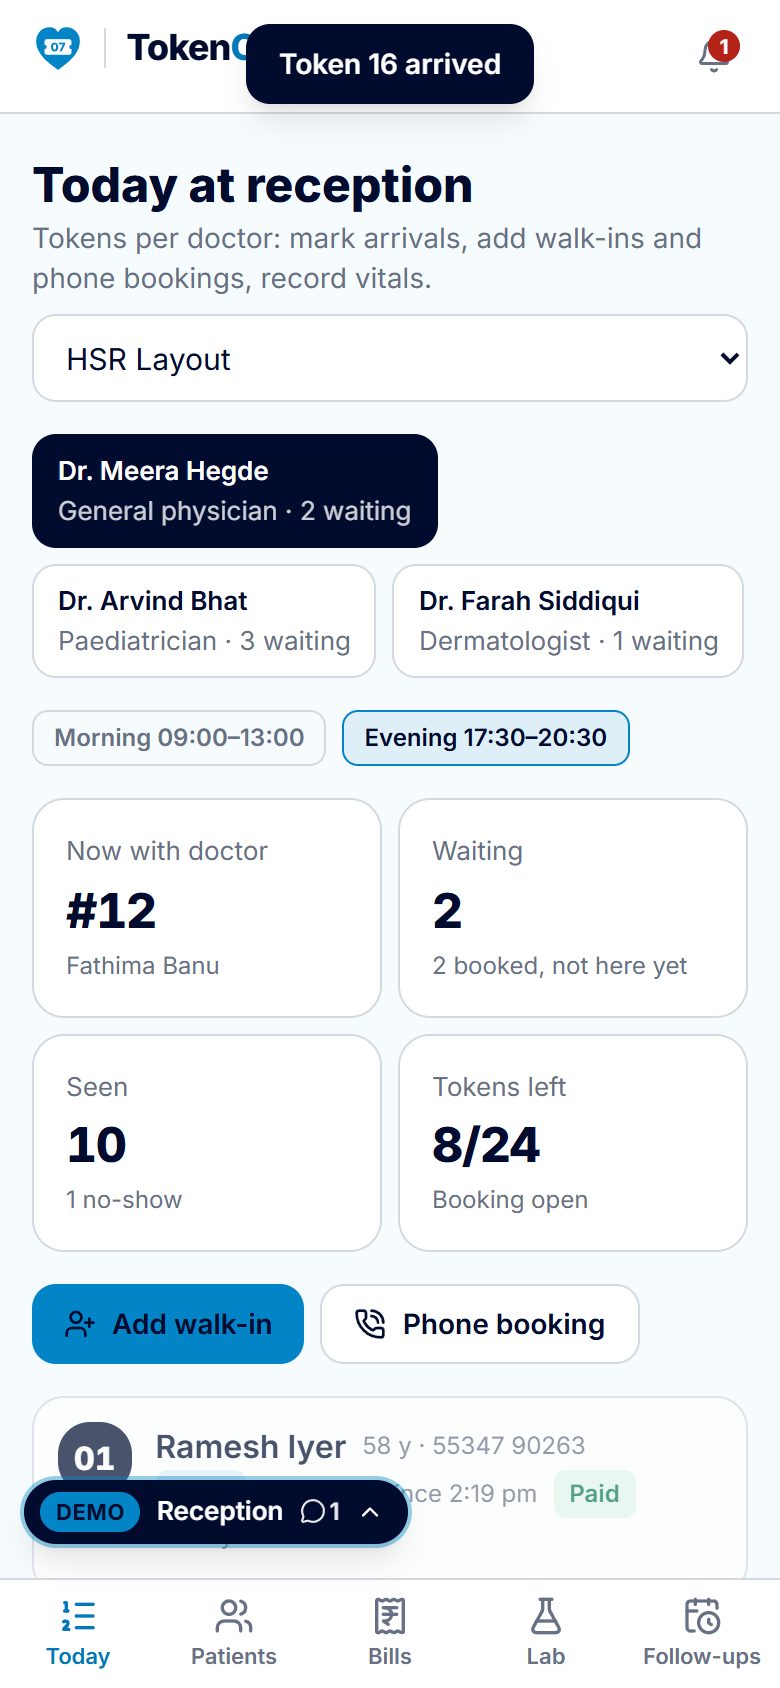 07
Token
Token 16 arrived
1
Today at reception
Tokens per doctor: mark arrivals, add walk-ins and
phone bookings, record vitals.
HSR Layout
Dr. Meera Hegde
General physician · 2 waiting
Dr. Arvind Bhat
Paediatrician · 3 waiting
Dr. Farah Siddiqui
Dermatologist · 1 waiting
Morning 09:00–13:00
Evening 17:30–20:30
Now with doctor
#12
Fathima Banu
Waiting
2
2 booked, not here yet
Seen
10
1 no-show
Tokens left
8/24
Booking open
Add walk-in
Phone booking
01
Ramesh Iyer 58 y · 55347 90263
2:19 pm Paid
DEMO Reception 1
Today
Patients
Bills
Lab
Follow-ups